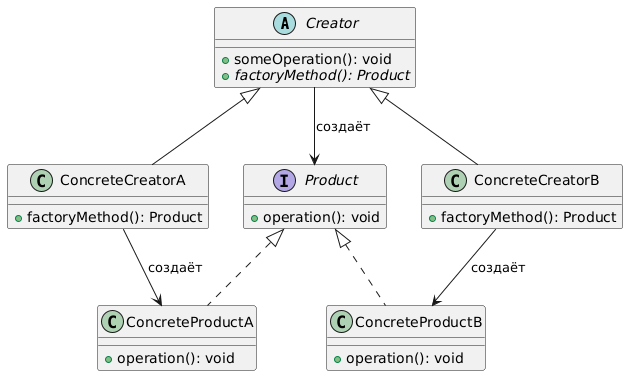 A Creator
someOperation(): void
factoryMethod(): Product
создаёт
C ConcreteCreatorA
factoryMethod(): Product
I Product
operation(): void
C ConcreteCreatorB
factoryMethod(): Product
создаёт
создаёт
C ConcreteProductA
operation(): void
C ConcreteProductB
operation(): void